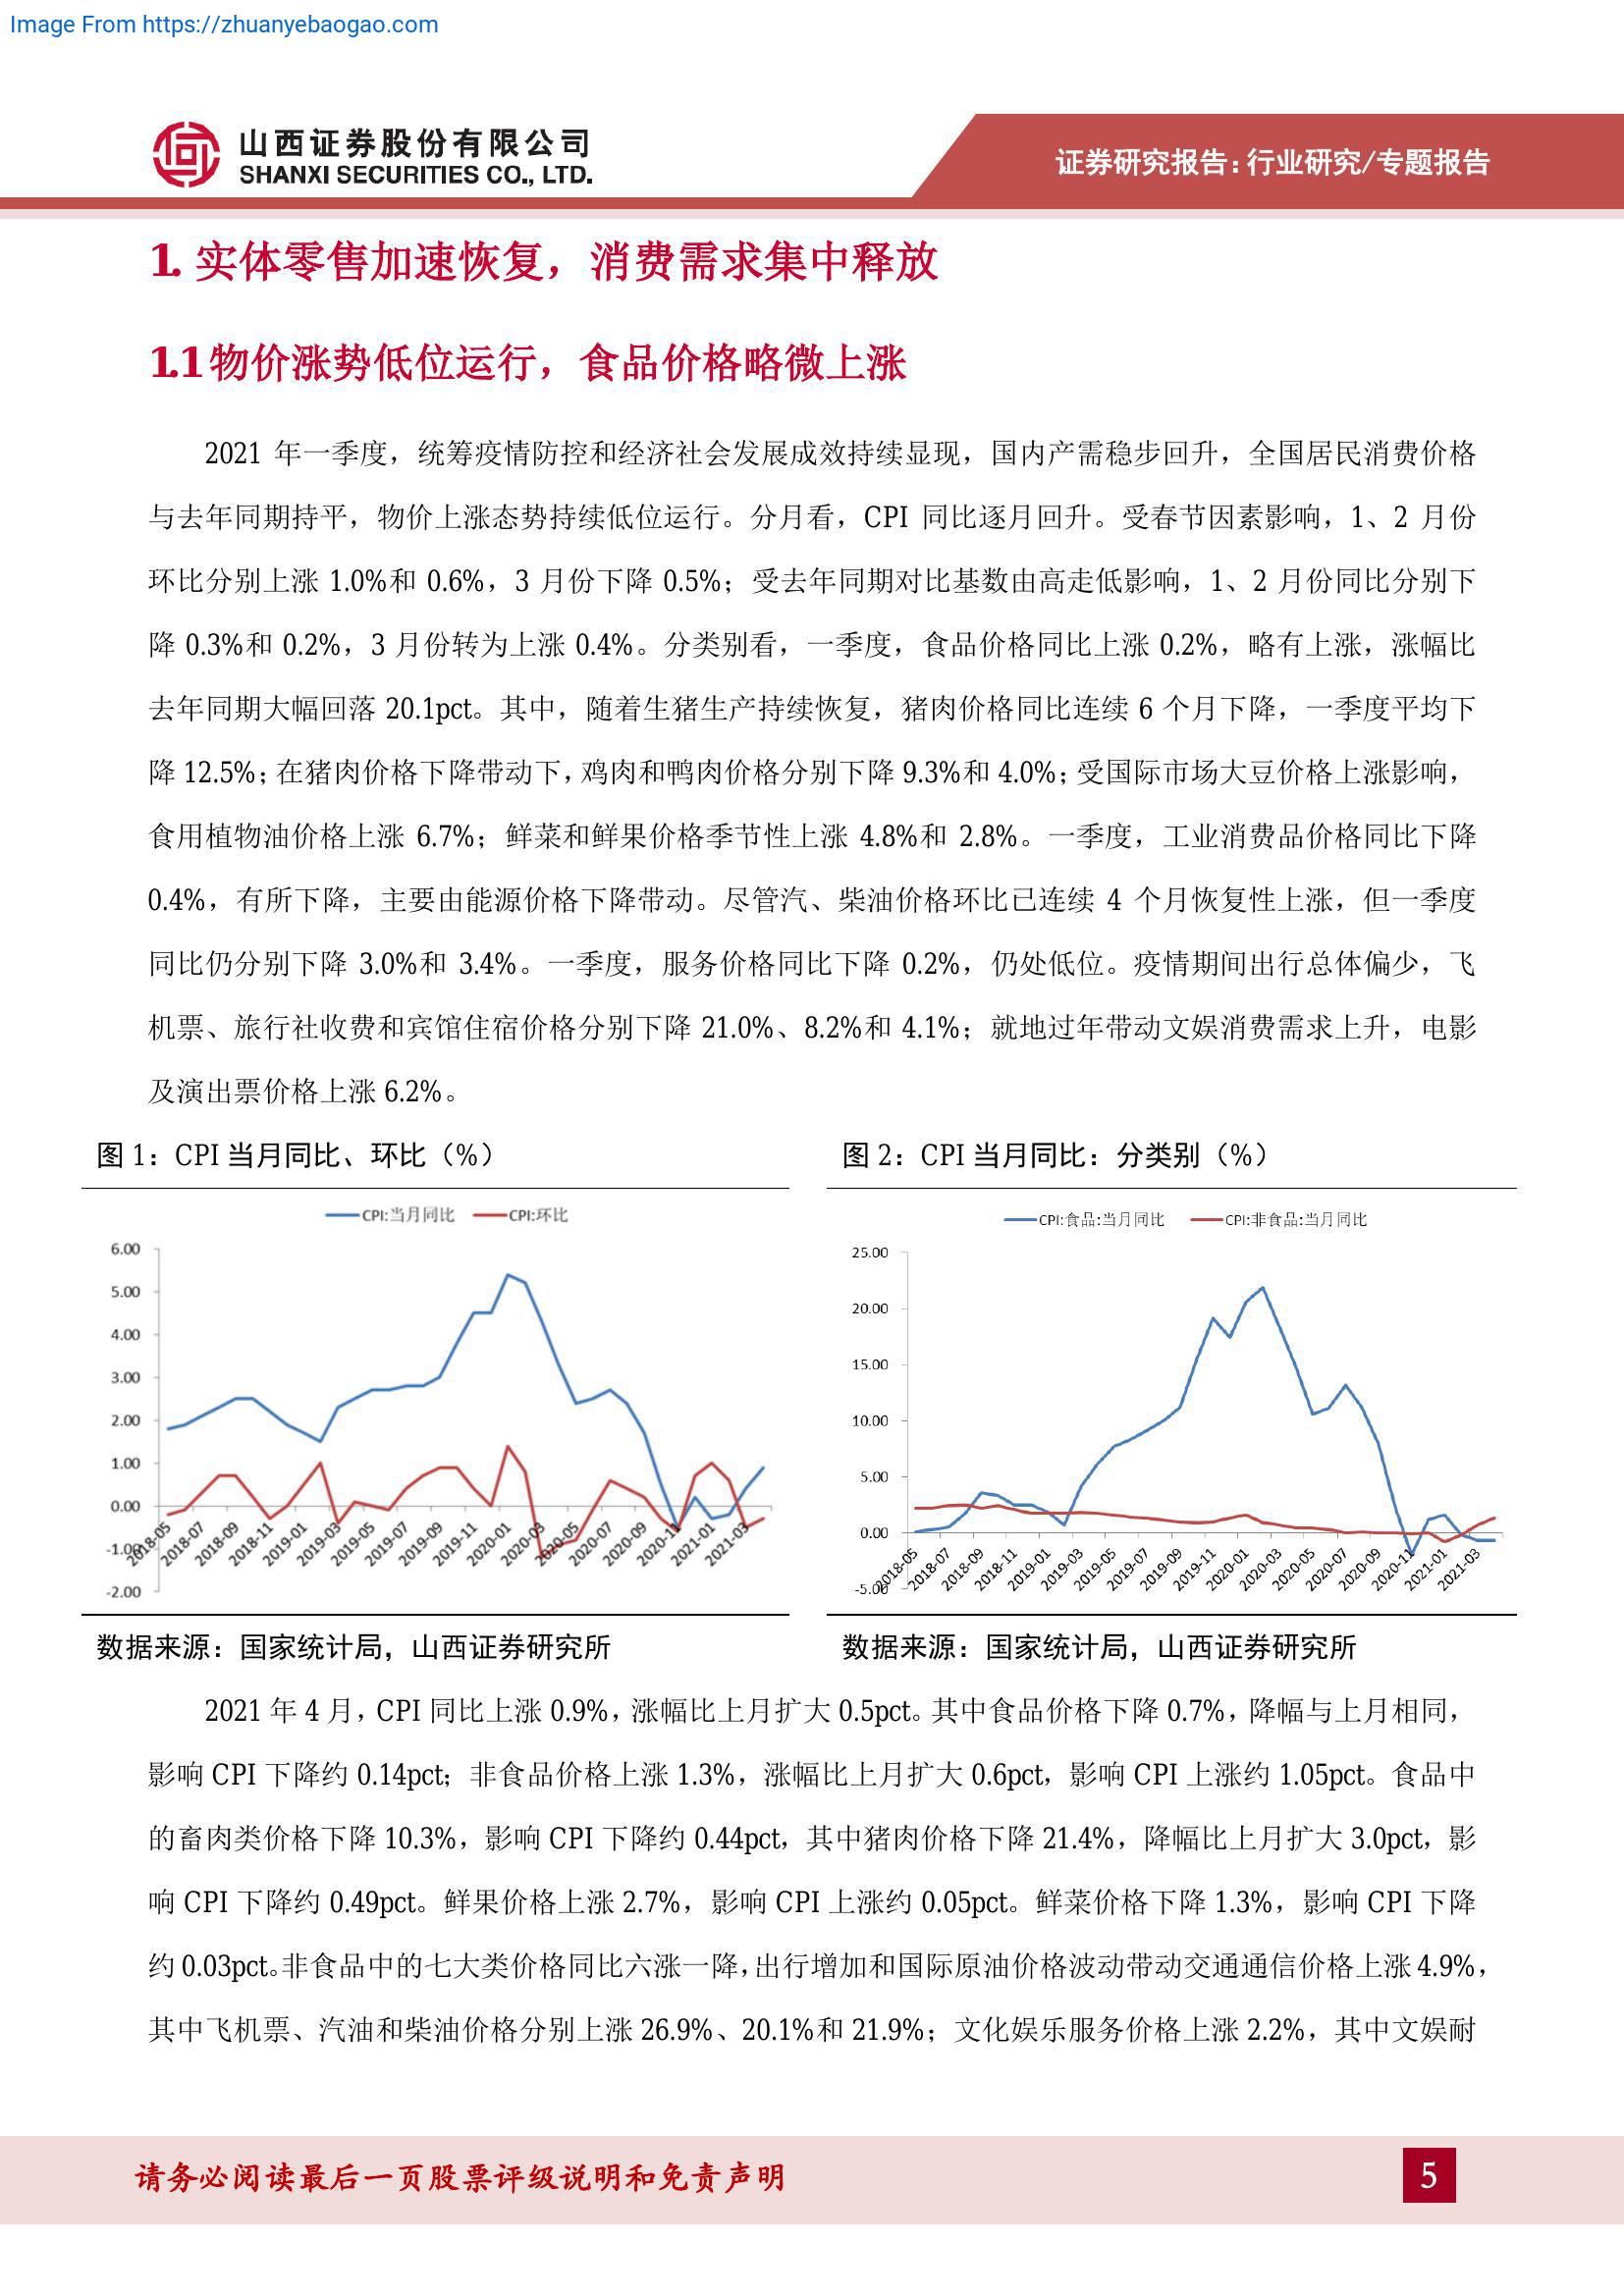 Image From https://zhuanyebaogao.com
山西证券股份有限公司
SHANXI SECURITIES CO., LTD.
证券研究报告：行业研究/专题报告
1. 实体零售加速恢复，消费需求集中释放
1.1 物价涨势低位运行，食品价格略微上涨
2021 年一季度，统筹疫情防控和经济社会发展成效持续显现，国内产需稳步回升，全国居民消费价格
与去年同期持平，物价上涨态势持续低位运行。分月看，CPI 同比逐月回升。受春节因素影响，1、2 月份
环比分别上涨 1.0%和 0.6%，3 月份下降 0.5%；受去年同期对比基数由高走低影响，1、2 月份同比分别下
降 0.3%和 0.2%，3 月份转为上涨 0.4%。分类别看，一季度，食品价格同比上涨 0.2%，略有上涨，涨幅比
去年同期大幅回落 20.1pct。其中，随着生猪生产持续恢复，猪肉价格同比连续 6 个月下降，一季度平均下
降 12.5%；在猪肉价格下降带动下，鸡肉和鸭肉价格分别下降 9.3%和 4.0%；受国际市场大豆价格上涨影响，
食用植物油价格上涨 6.7%；鲜菜和鲜果价格季节性上涨 4.8%和 2.8%。一季度，工业消费品价格同比下降
0.4%，有所下降，主要由能源价格下降带动。尽管汽、柴油价格环比已连续 4 个月恢复性上涨，但一季度
同比仍分别下降 3.0%和 3.4%。一季度，服务价格同比下降 0.2%，仍处低位。疫情期间出行总体偏少，飞
机票、旅行社收费和宾馆住宿价格分别下降 21.0%、8.2%和 4.1%；就地过年带动文娱消费需求上升，电影
及演出票价格上涨 6.2%。
图 1：CPI 当月同比、环比（%）
CPI:当月同比 CPI:环比
6.00
5.00
4.00
3.00
2.00
1.00
0.00
-1.00
-2.00
2018-05 2018-07 2018-09 2018-11 2019-01 2019-03 2019-05 2019-07 2019-09 2019-11 2020-01 2020-03 2020-05 2020-07 2020-09 2020-11 2021-01 2021-03
数据来源：国家统计局，山西证券研究所
图 2：CPI 当月同比：分类别（%）
CPI:食品:当月同比 CPI:非食品:当月同比
25.00
20.00
15.00
10.00
5.00
0.00
-5.00
2018-05 2018-07 2018-09 2018-11 2019-01 2019-03 2019-05 2019-07 2019-09 2019-11 2020-01 2020-03 2020-05 2020-07 2020-09 2020-11 2021-01 2021-03
数据来源：国家统计局，山西证券研究所
2021 年 4 月，CPI 同比上涨 0.9%，涨幅比上月扩大 0.5pct。其中食品价格下降 0.7%，降幅与上月相同，
影响 CPI 下降约 0.14pct；非食品价格上涨 1.3%，涨幅比上月扩大 0.6pct，影响 CPI 上涨约 1.05pct。食品中
的畜肉类价格下降 10.3%，影响 CPI 下降约 0.44pct，其中猪肉价格下降 21.4%，降幅比上月扩大 3.0pct，影
响 CPI 下降约 0.49pct。鲜果价格上涨 2.7%，影响 CPI 上涨约 0.05pct。鲜菜价格下降 1.3%，影响 CPI 下降
约 0.03pct。非食品中的七大类价格同比六涨一降，出行增加和国际原油价格波动带动交通通信价格上涨 4.9%，
其中飞机票、汽油和柴油价格分别上涨 26.9%、20.1%和 21.9%；文化娱乐服务价格上涨 2.2%，其中文娱耐
请务必阅读最后一页股票评级说明和免责声明
5